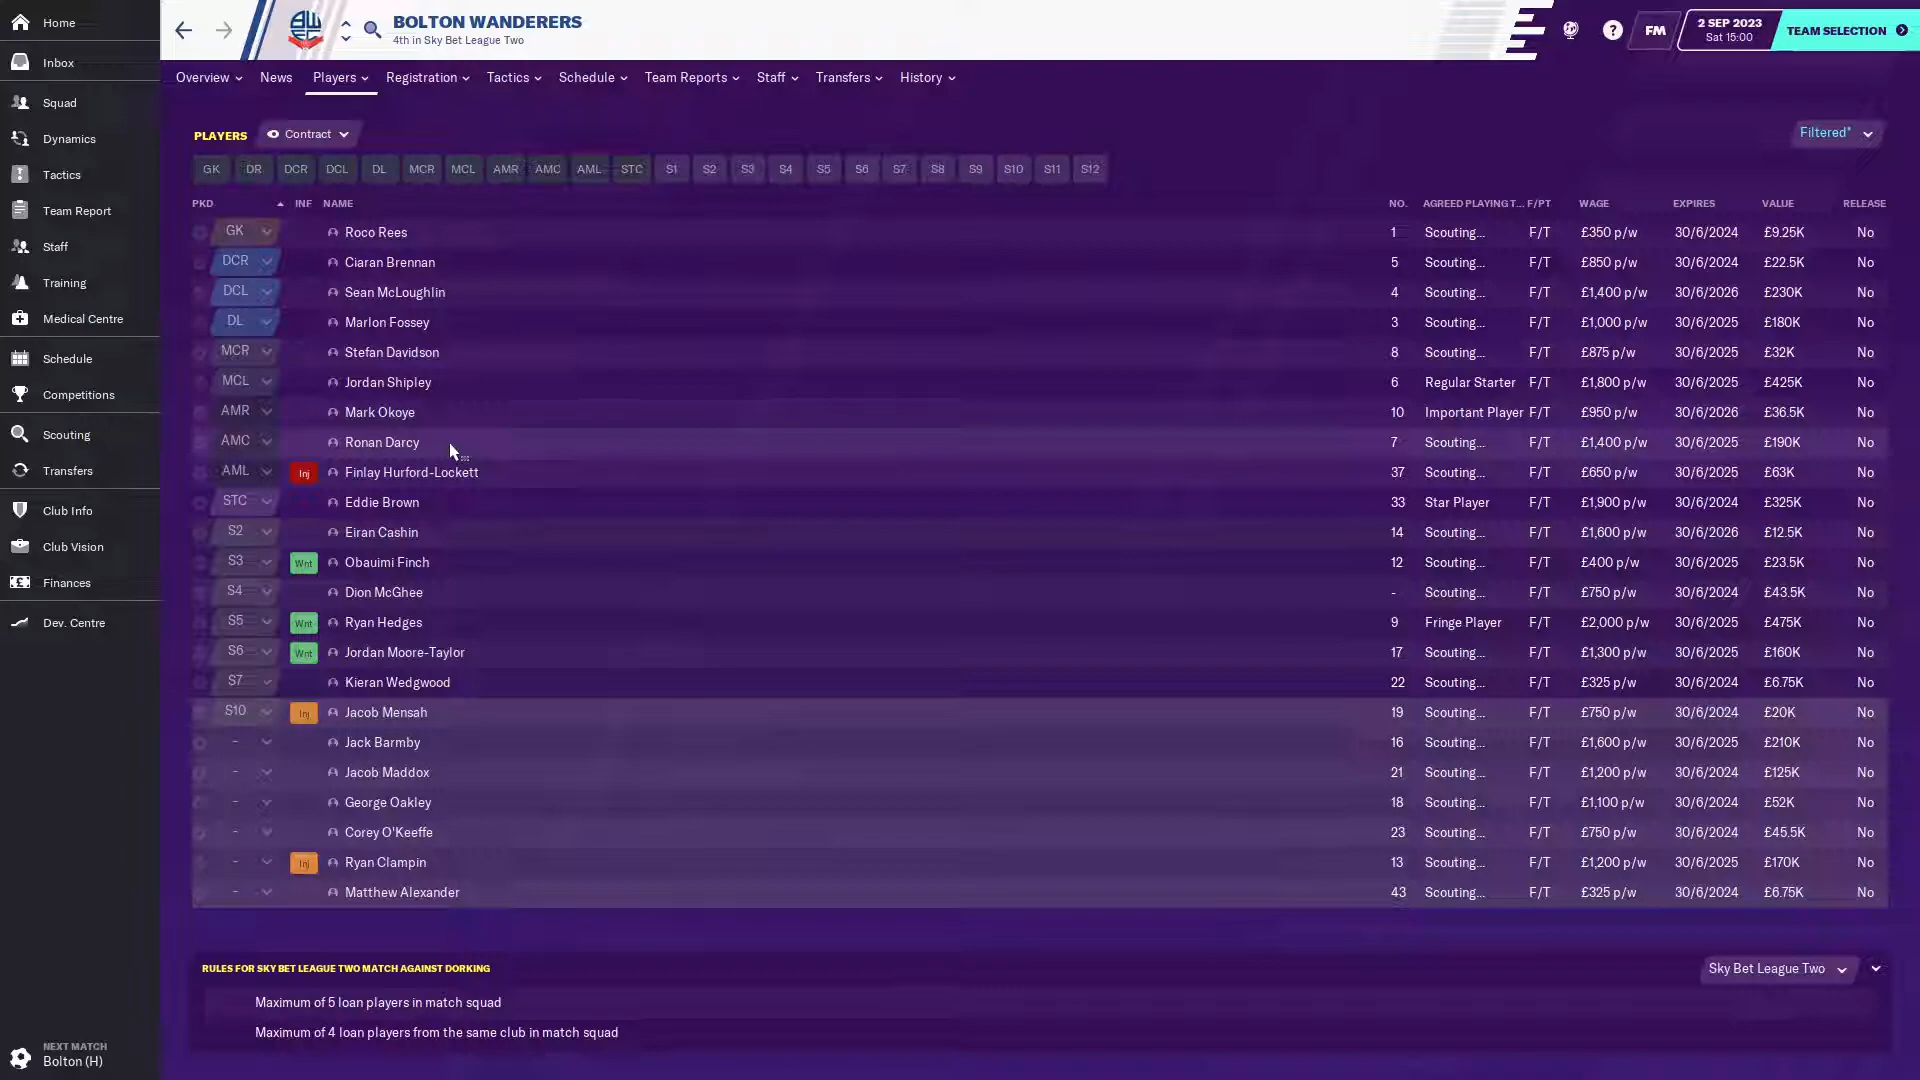 Home
Inbox
Squad
Dynamics
Tactics
Team Report
Staff
Training
Medical Centre
Schedule
Competitions
Scouting
Transfers
Club Info
Club Vision
Finances
Dev. Centre
NEXT MATCH
Bolton (H)
BOLTON WANDERERS
4th in Sky Bet League Two
? FM 2 SEP 2023 TEAM SELECTION
Sat 15:00
Overview News Players Registration Tactics Schedule Team Reports Staff Transfers History
PLAYERS Contract Filtered*
GK DR DCR DCL DL MCR MCL AMR AMC AML STC S1 S2 S3 S4 S5 S6 S7 S8 S9 S10 S11 S12
PKD INF NAME NO. AGREED PLAYING T... F/PT WAGE EXPIRES VALUE RELEASE
GK Roco Rees 1 Scouting... F/T £350 p/w 30/6/2024 £9.25K No
DCR Ciaran Brennan 5 Scouting... F/T £850 p/w 30/6/2024 £22.5K No
DCL Sean McLoughlin 4 Scouting... F/T £1,400 p/w 30/6/2026 £230K No
DL Marlon Fossey 3 Scouting... F/T £1,000 p/w 30/6/2025 £180K No
MCR Stefan Davidson 8 Scouting... F/T £875 p/w 30/6/2025 £32K No
MCL Jordan Shipley 6 Regular Starter F/T £1,800 p/w 30/6/2025 £425K No
AMR Mark Okoye 10 Important Player F/T £950 p/w 30/6/2026 £36.5K No
AMC Ronan Darcy 7 Scouting... F/T £1,400 p/w 30/6/2025 £190K No
AML Inj Finlay Hurford-Lockett 37 Scouting... F/T £650 p/w 30/6/2025 £63K No
STC Eddie Brown 33 Star Player F/T £1,900 p/w 30/6/2024 £325K No
S2 Eiran Cashin 14 Scouting... F/T £1,600 p/w 30/6/2026 £12.5K No
S3 Wnt Obauimi Finch 12 Scouting... F/T £400 p/w 30/6/2025 £23.5K No
S4 Dion McGhee - Scouting... F/T £750 p/w 30/6/2024 £43.5K No
S5 Wnt Ryan Hedges 9 Fringe Player F/T £2,000 p/w 30/6/2025 £475K No
S6 Wnt Jordan Moore-Taylor 17 Scouting... F/T £1,300 p/w 30/6/2025 £160K No
S7 Kieran Wedgwood 22 Scouting... F/T £325 p/w 30/6/2024 £6.75K No
S10 Inj Jacob Mensah 19 Scouting... F/T £750 p/w 30/6/2024 £20K No
- Jack Barmby 16 Scouting... F/T £1,600 p/w 30/6/2025 £210K No
- Jacob Maddox 21 Scouting... F/T £1,200 p/w 30/6/2024 £125K No
- George Oakley 18 Scouting... F/T £1,100 p/w 30/6/2024 £52K No
- Corey O'Keeffe 23 Scouting... F/T £750 p/w 30/6/2024 £45.5K No
- Inj Ryan Clampin 13 Scouting... F/T £1,200 p/w 30/6/2025 £170K No
- Matthew Alexander 43 Scouting... F/T £325 p/w 30/6/2024 £6.75K No
RULES FOR SKY BET LEAGUE TWO MATCH AGAINST DORKING Sky Bet League Two
Maximum of 5 loan players in match squad
Maximum of 4 loan players from the same club in match squad